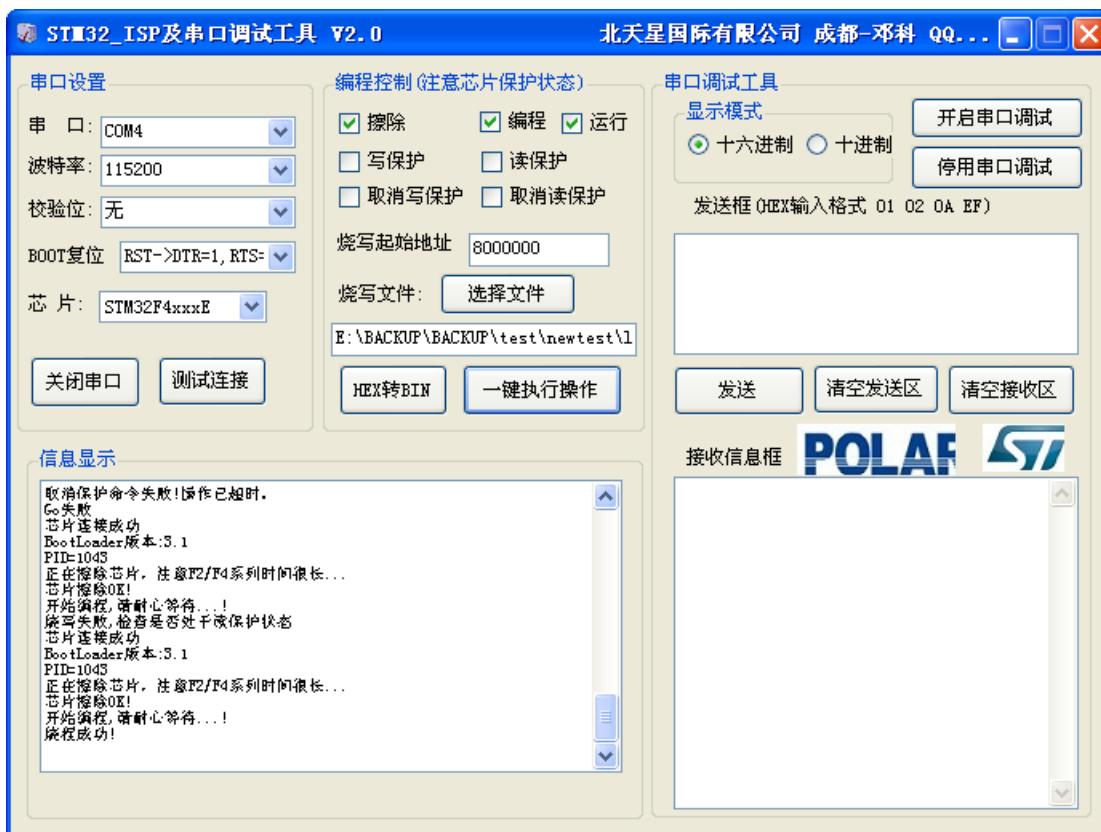 STM32_ISP及串口调试工具 V2.0 北天星国际有限公司 成都-邓科 QQ...
串口设置
串 口: COM4
波特率: 115200
校验位: 无
BOOT复位 RST->DTR=1, RTS=
芯 片: STM32F4xxxE
关闭串口 测试连接
编程控制(注意芯片保护状态)
擦除 编程 运行
写保护 读保护
取消写保护 取消读保护
烧写起始地址 8000000
烧写文件: 选择文件
E:\BACKUP\BACKUP\test\newtest\l
HEX转BIN 一键执行操作
串口调试工具
显示模式
十六进制 十进制
开启串口调试
停用串口调试
发送框(HEX输入格式 01 02 0A EF)
发送 清空发送区 清空接收区
接收信息框 POLAR ST
信息显示
取消保护命令失败!操作已超时。
Go失败
芯片连接成功
BootLoader版本:3.1
PID=1043
正在擦除芯片，注意F2/F4系列时间很长...
芯片擦除OK!
开始编程,请耐心等待...!
烧写失败,检查是否处于读保护状态
芯片连接成功
BootLoader版本:3.1
PID=1043
正在擦除芯片，注意F2/F4系列时间很长...
芯片擦除OK!
开始编程,请耐心等待...!
烧程成功!